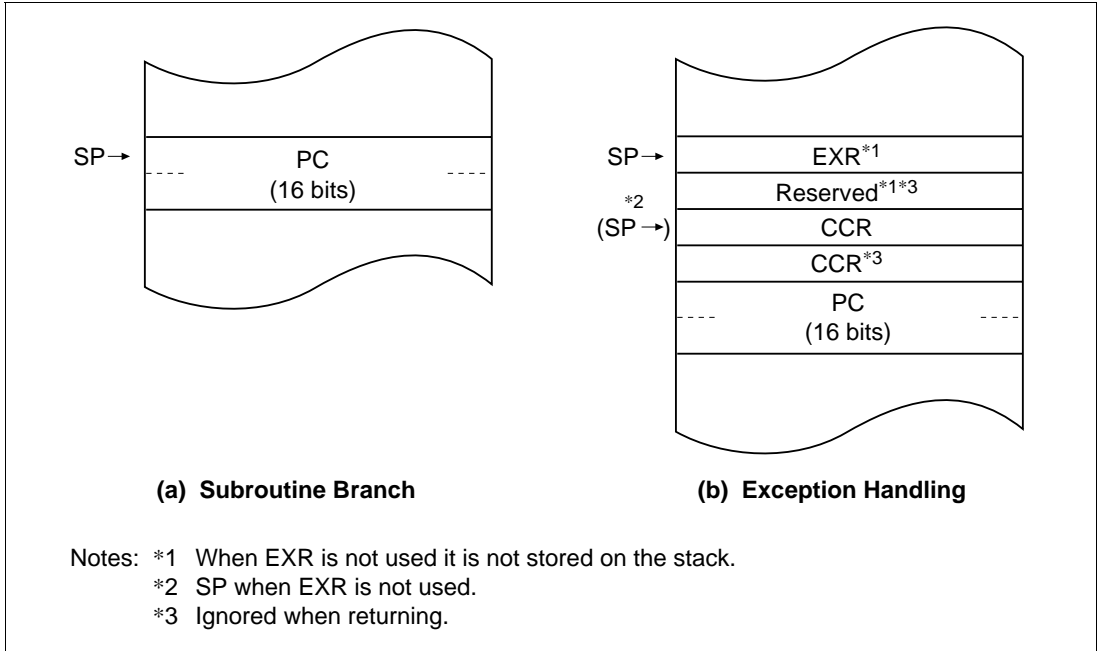 SP→
PC
(16 bits)
(a) Subroutine Branch
SP→
*2
(SP→)
EXR*1
Reserved*1*3
CCR
CCR*3
PC
(16 bits)
(b) Exception Handling
Notes: *1 When EXR is not used it is not stored on the stack.
*2 SP when EXR is not used.
*3 Ignored when returning.